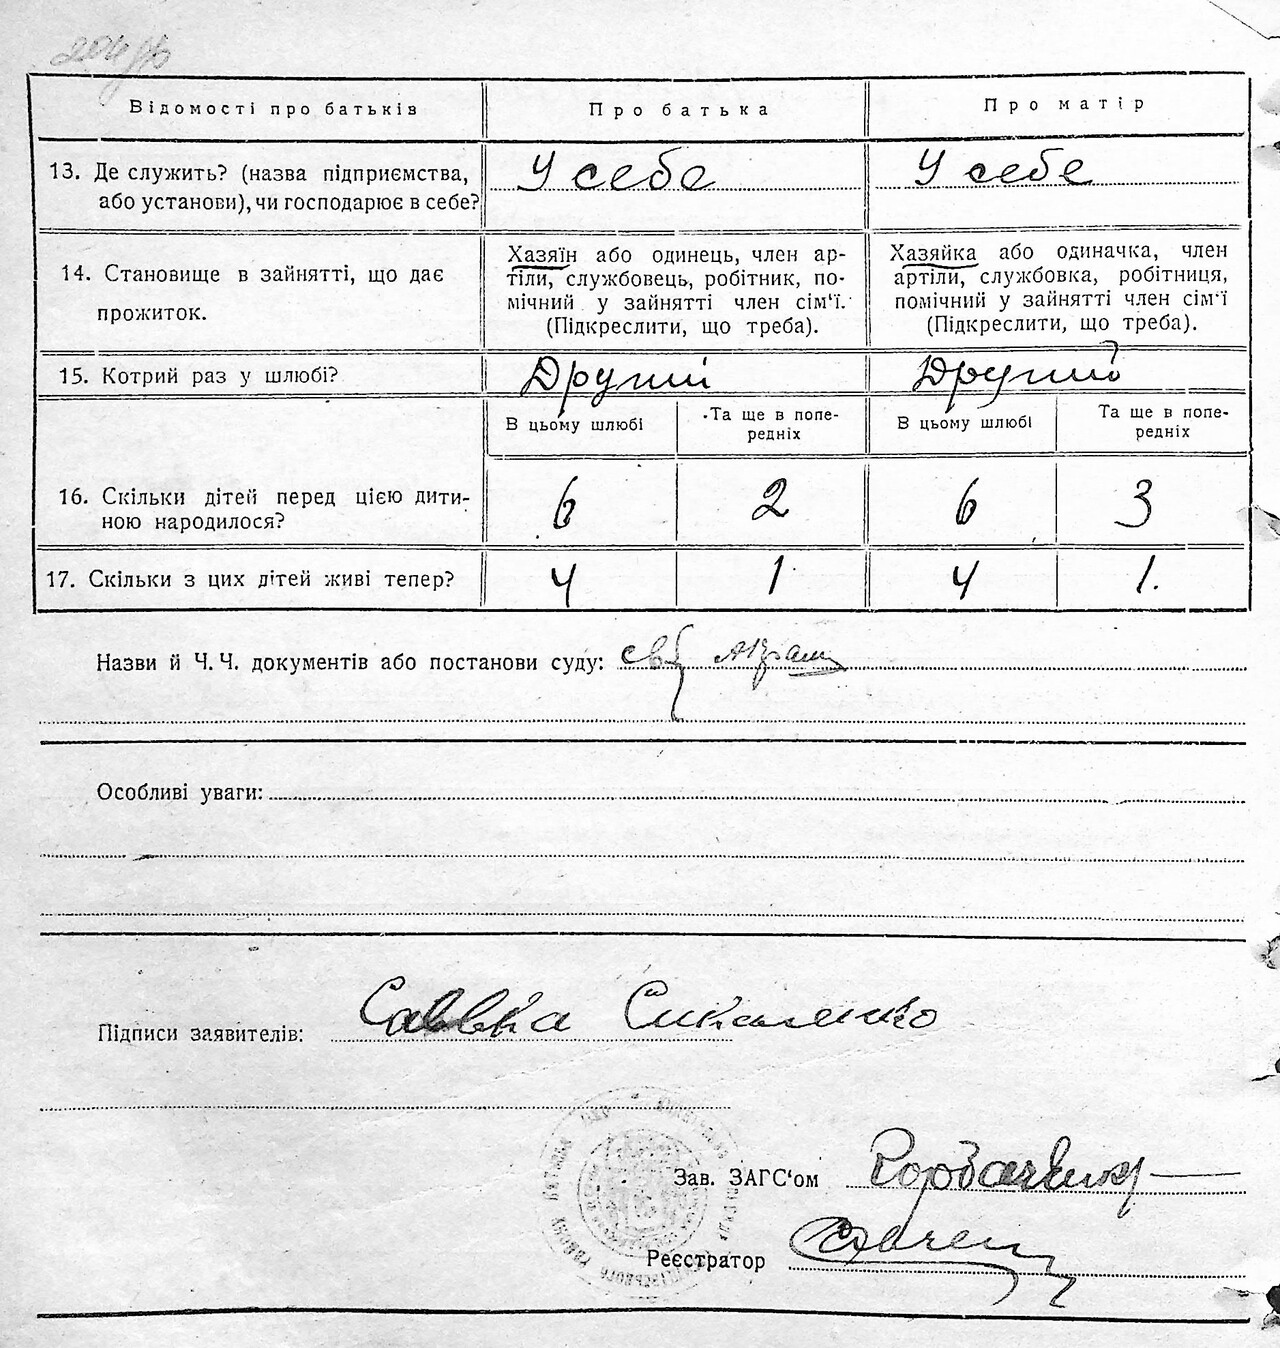 Відомості про батьків
Про батька
Про матір
13. Де служить? (назва підприємства,
або установи), чи господарює в себе?
У себе
У себе
14. Становище в зайнятті, що дає
прожиток.
Хазяїн або одинець, член ар-
тіли, службовець, робітник, по-
мічний у зайнятті член сім‘ї.
(Підкреслити, що треба).
Хазяйка або одиначка, член
артіли, службовка, робітниця,
помічний у зайнятті член сім‘ї
(Підкреслити, що треба).
15. Котрий раз у шлюбі?
Другий
Другий
В цьому шлюбі
Та ще в попе-
редніх
В цьому шлюбі
Та ще в попе-
редніх
16. Скільки дітей перед цією дити-
ною народилося?
6
2
6
3
17. Скільки з цих дітей живі тепер?
4
1
4
1.
Назви й Ч. Ч. документів або постанови суду:
Особливі уваги:
Підписи заявителів: Саввка
Зав. ЗАГС‘ом
Реєстратор